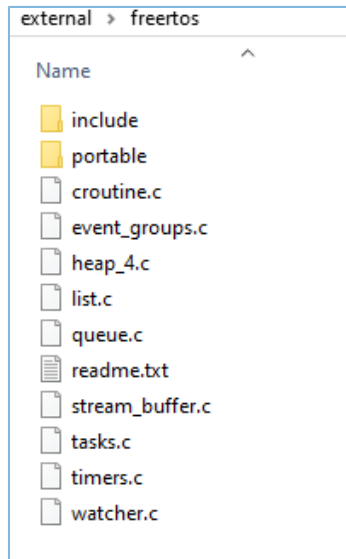 external > freertos
Name
include
portable
croutine.c
event_groups.c
heap_4.c
list.c
queue.c
readme.txt
stream_buffer.c
tasks.c
timers.c
watcher.c